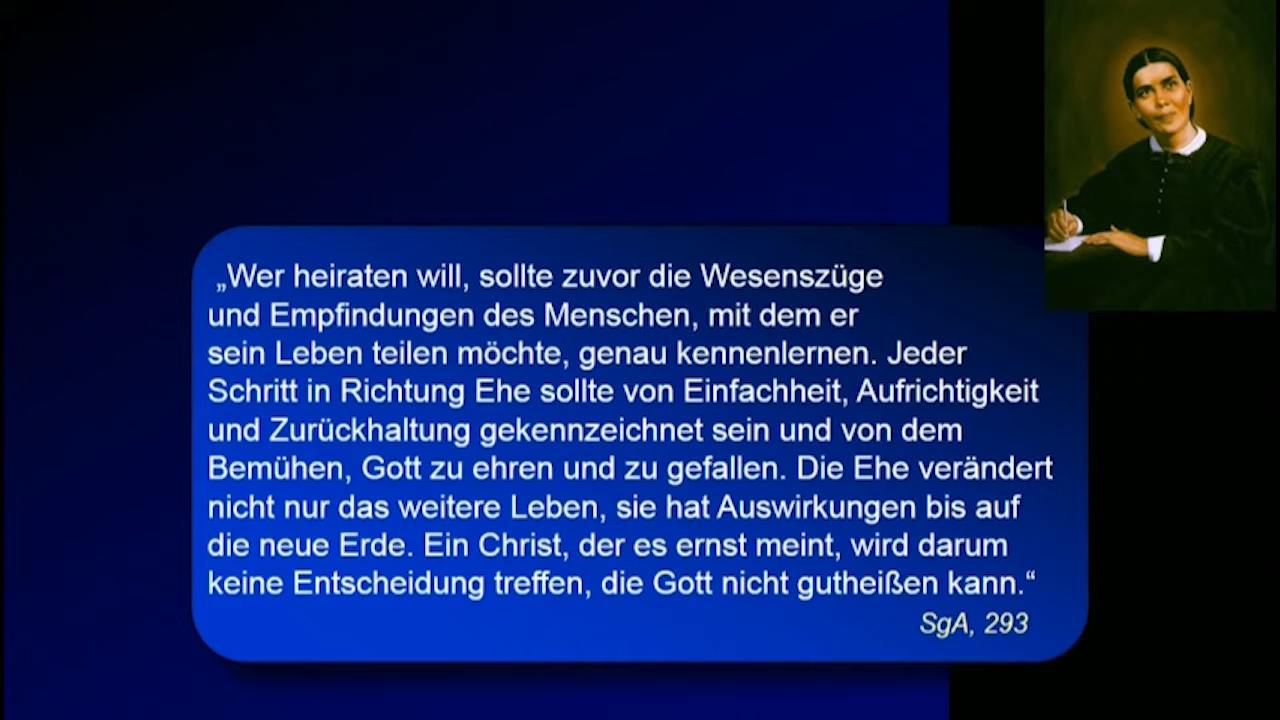 „Wer heiraten will, sollte zuvor die Wesenszüge
und Empfindungen des Menschen, mit dem er
sein Leben teilen möchte, genau kennenlernen. Jeder
Schritt in Richtung Ehe sollte von Einfachheit, Aufrichtigkeit
und Zurückhaltung gekennzeichnet sein und von dem
Bemühen, Gott zu ehren und zu gefallen. Die Ehe verändert
nicht nur das weitere Leben, sie hat Auswirkungen bis auf
die neue Erde. Ein Christ, der es ernst meint, wird darum
keine Entscheidung treffen, die Gott nicht gutheißen kann.“
SgA, 293